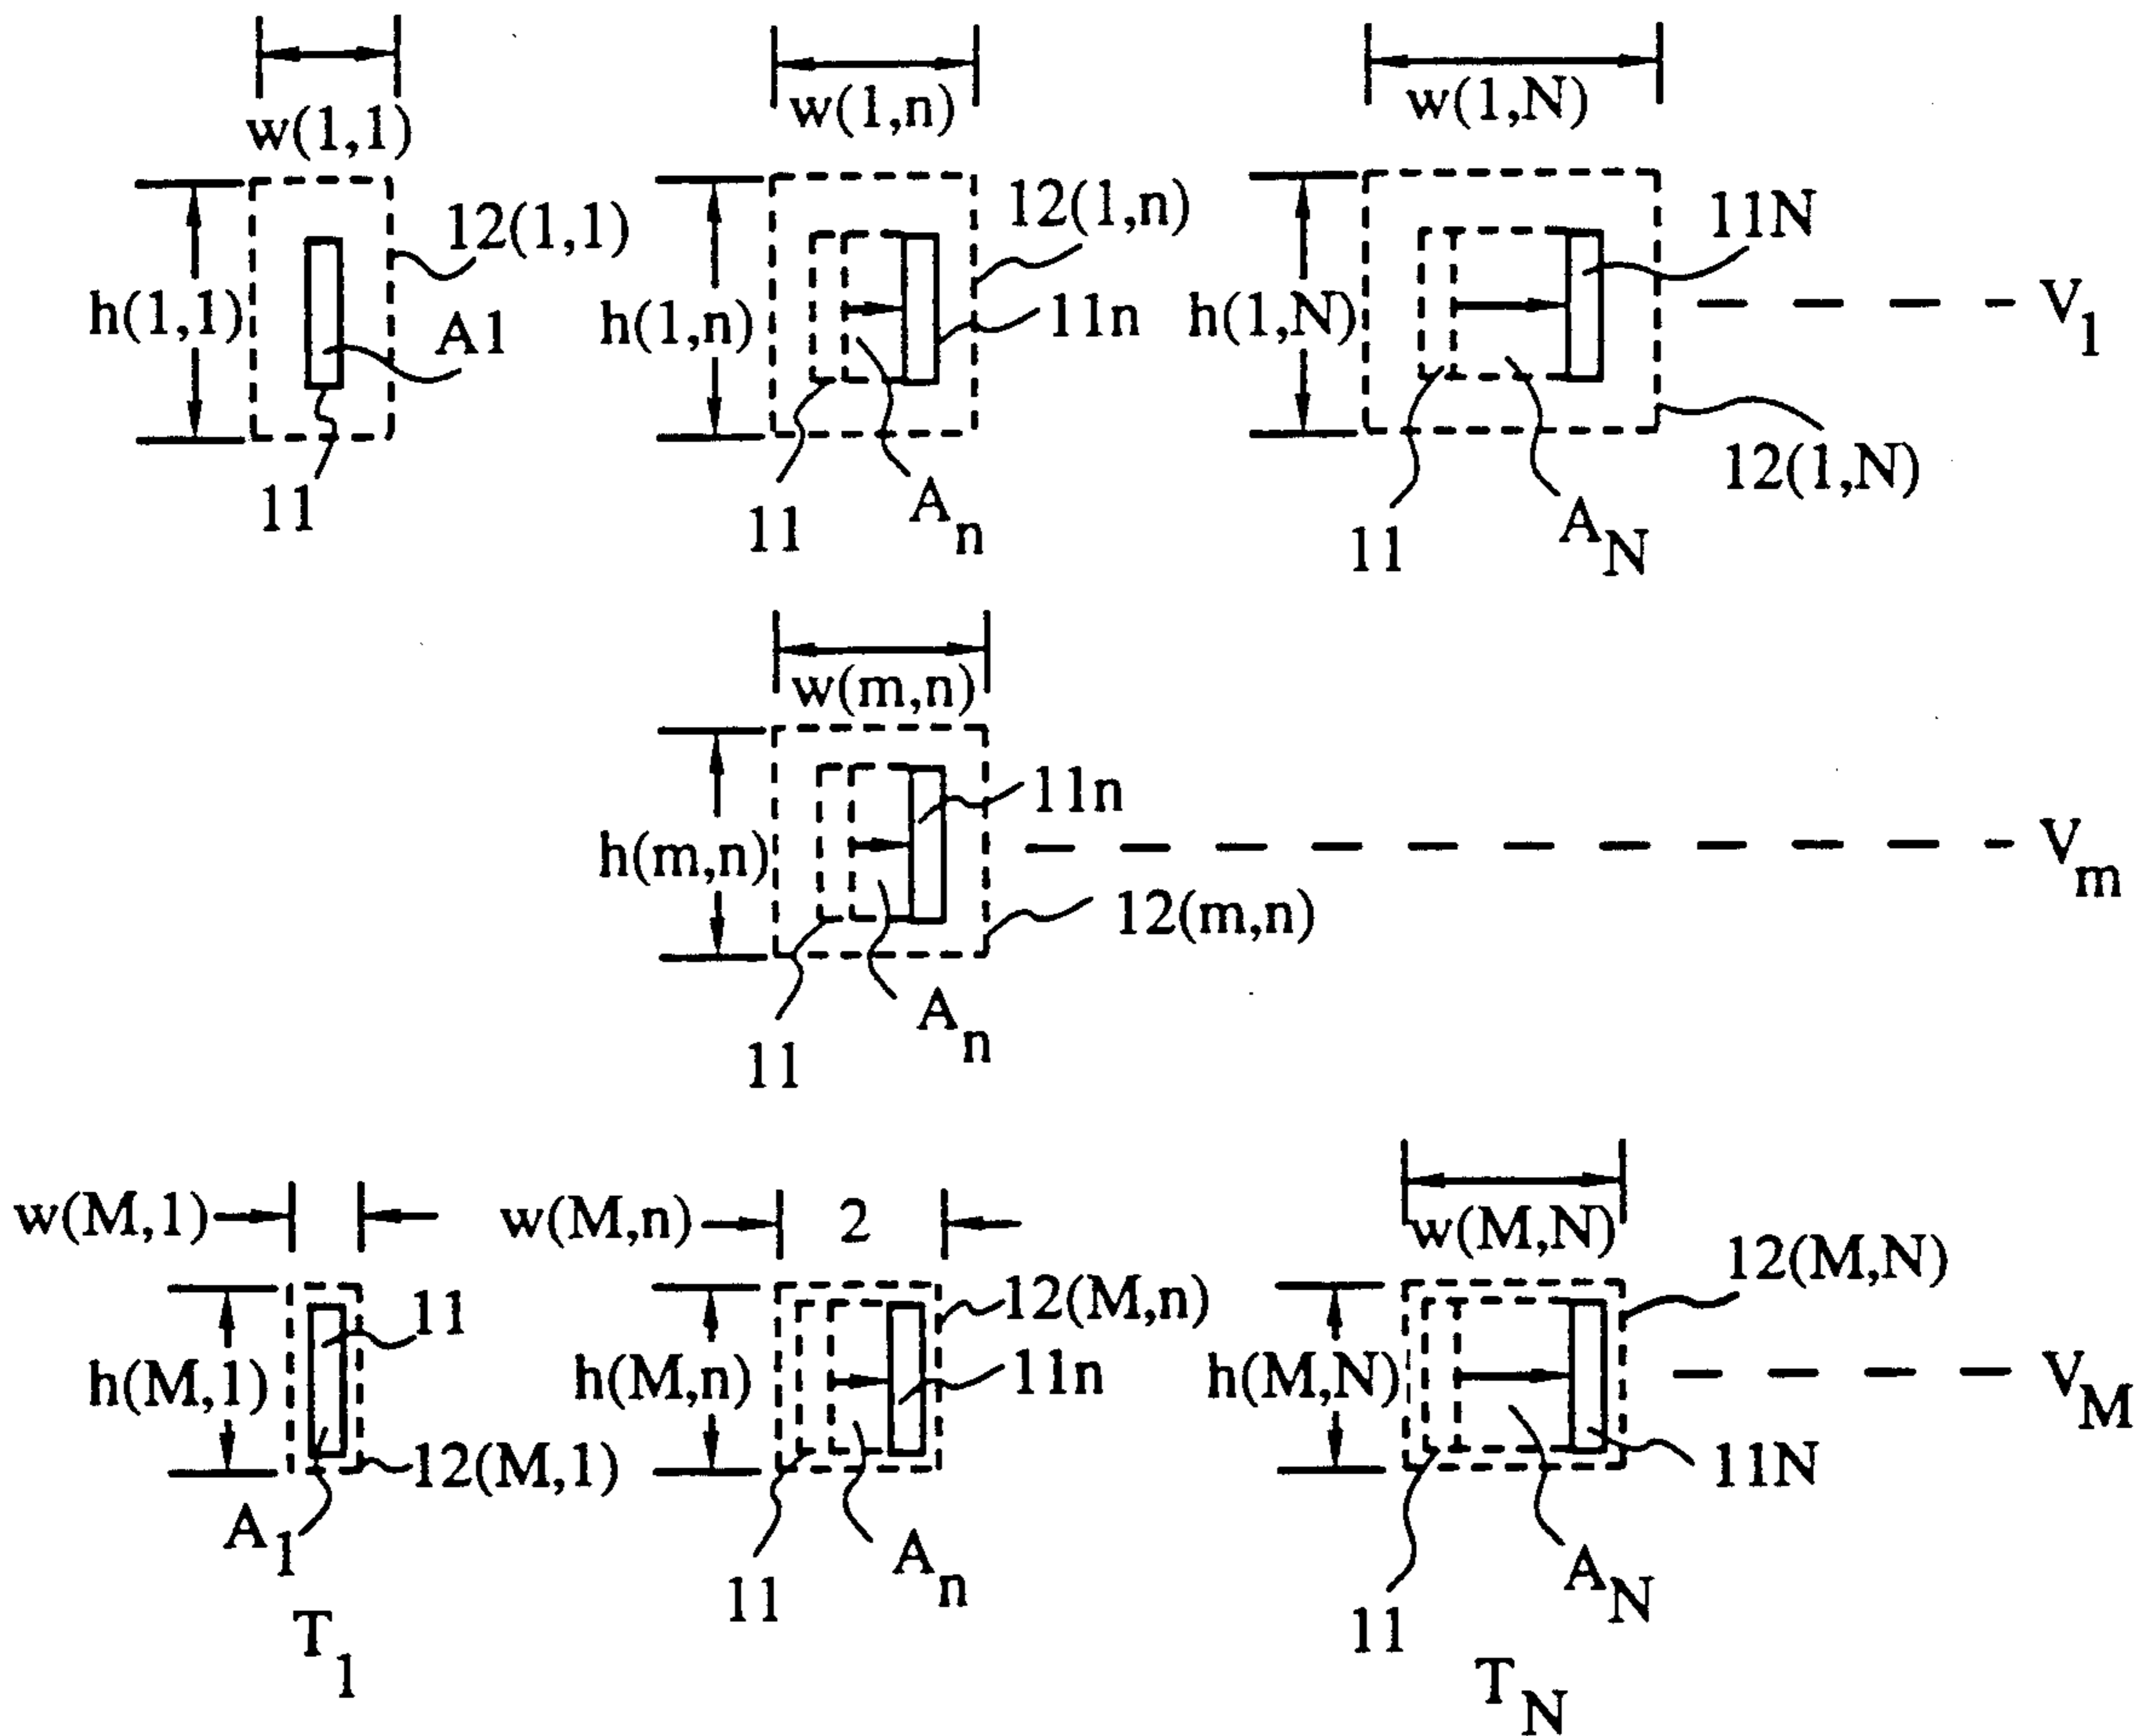 w(1,1)
w(1,n)
w(1,N)
h(1,1)
12(1,1)
A1
11
h(1,n)
12(1,n)
11n
11
An
h(1,N)
11N
V1
12(1,N)
11
AN
w(m,n)
h(m,n)
11n
Vm
12(m,n)
11
An
w(M,1)
h(M,1)
11
12(M,1)
A1
T1
w(M,n)
2
h(M,n)
12(M,n)
11n
11
An
w(M,N)
h(M,N)
12(M,N)
VM
11N
11
AN
TN